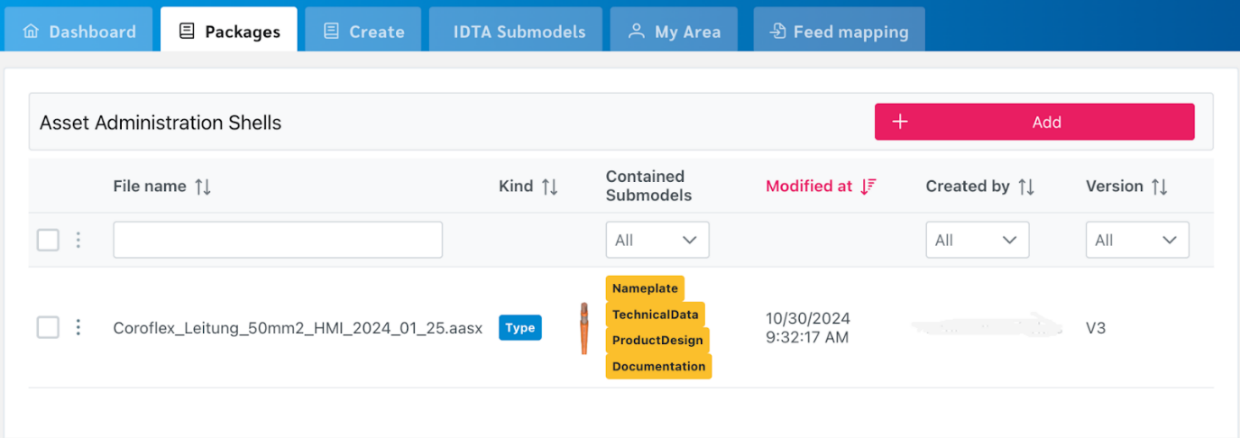 Dashboard Packages Create IDTA Submodels My Area Feed mapping
Asset Administration Shells Add
File name Kind Contained Submodels Modified at Created by Version
All All All
Coroflex_Leitung_50mm2_HMI_2024_01_25.aasx Type Nameplate 10/30/2024 V3
TechnicalData 9:32:17 AM
ProductDesign
Documentation